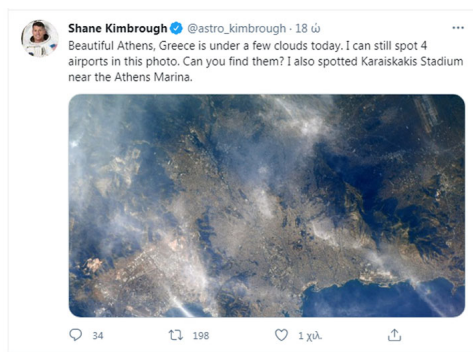 Shane Kimbrough @astro_kimbrough · 18 ώ
Beautiful Athens, Greece is under a few clouds today. I can still spot 4
airports in this photo. Can you find them? I also spotted Karaiskakis Stadium
near the Athens Marina.
34 198 1 χιλ.